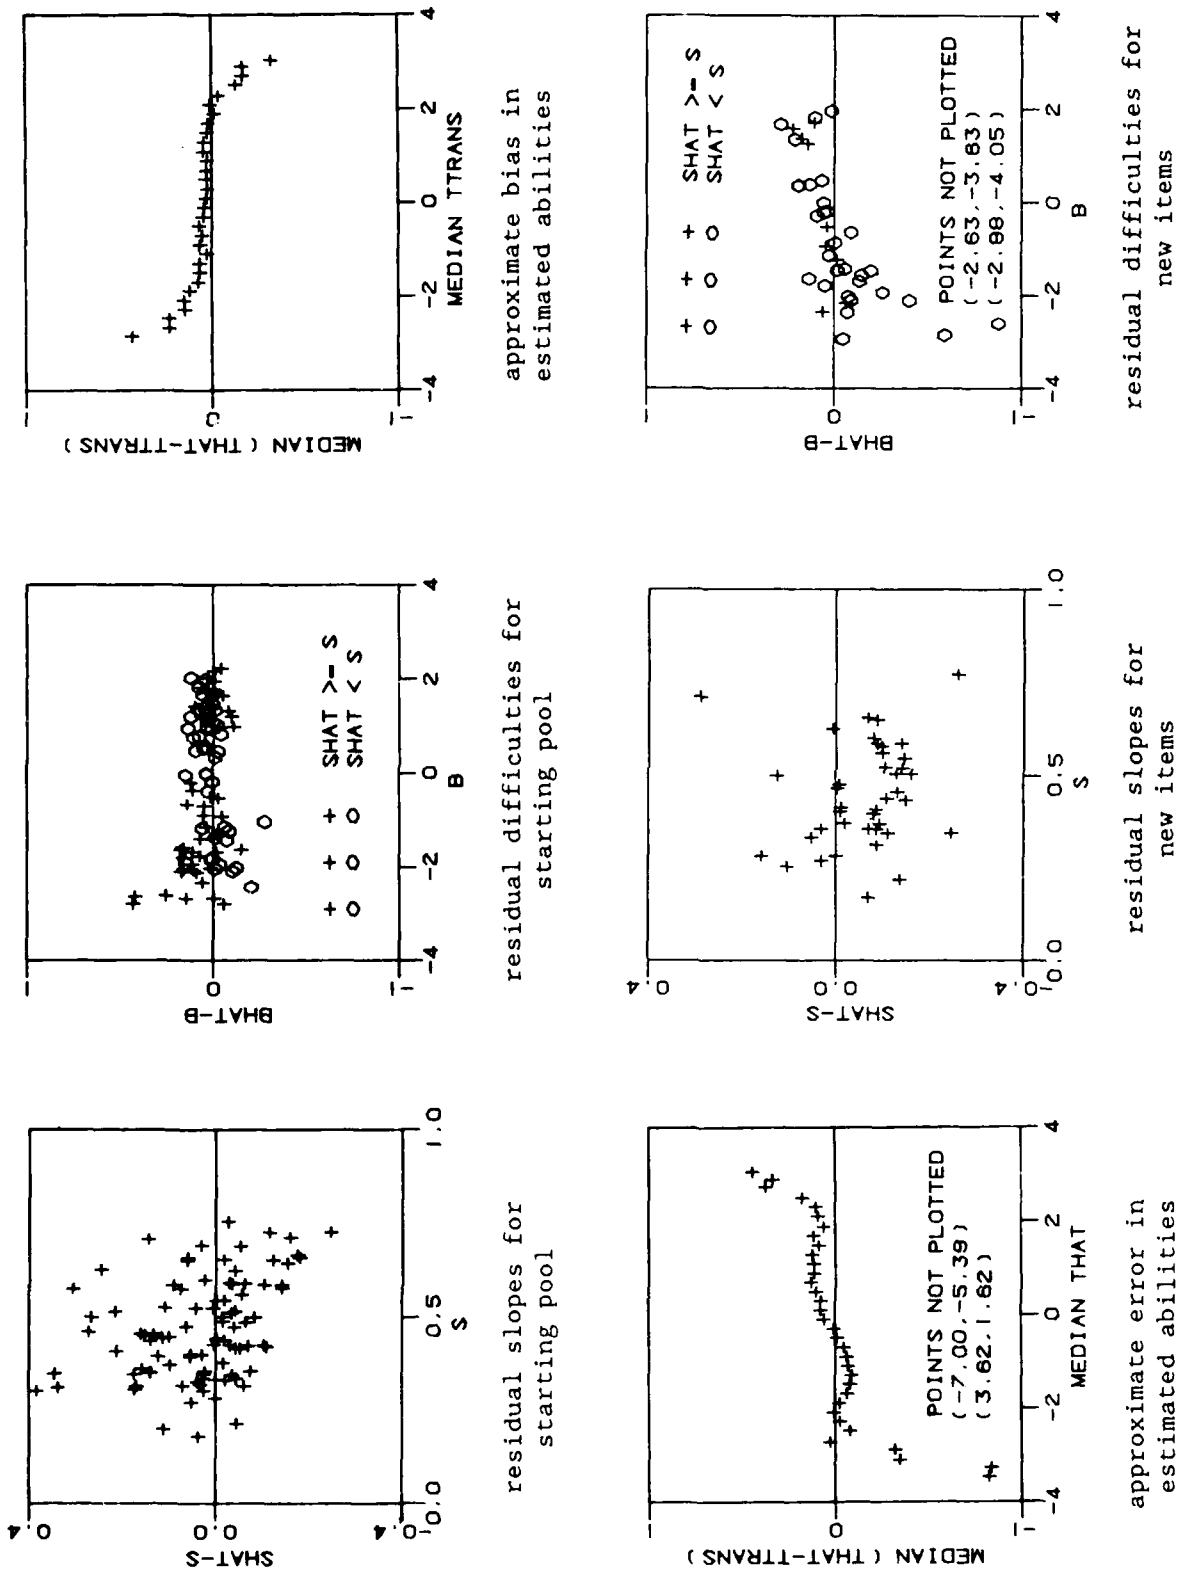 0.4
0.0
-0.4
SHAT-S
0.0
0.5
1.0
S
residual slopes for
starting pool
1
0
-1
BHAT-B
SHAT >= S
SHAT < S
-4
-2
0
2
4
B
residual difficulties for
starting pool
1
0
-1
MEDIAN (THAT-TTRANS)
-4
-2
0
2
4
MEDIAN TTRANS
approximate bias in
estimated abilities
1
0
-1
MEDIAN (THAT-TTRANS)
POINTS NOT PLOTTED
(-7.00,-5.39)
(3.62,1.82)
-4
-2
0
2
4
MEDIAN THAT
approximate error in
estimated abilities
0.4
0.0
-0.4
SHAT-S
0.0
0.5
1.0
S
residual slopes for
new items
1
0
-1
BHAT-B
SHAT >= S
SHAT < S
POINTS NOT PLOTTED
(-2.63,-3.83)
(-2.88,-4.05)
-4
-2
0
2
4
B
residual difficulties for
new items